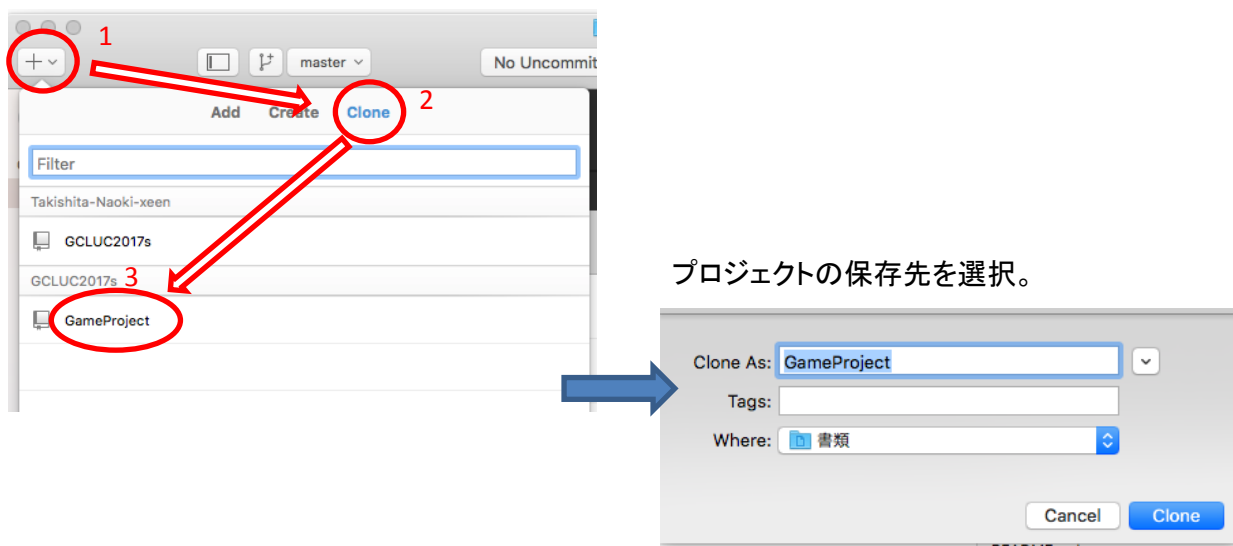 1
master
No Uncommit
2
Add Create Clone
Filter
Takishita-Naoki-xeen
GCLUC2017s
GCLUC2017s 3
GameProject
プロジェクトの保存先を選択。
Clone As: GameProject
Tags:
Where: 書類
Cancel Clone